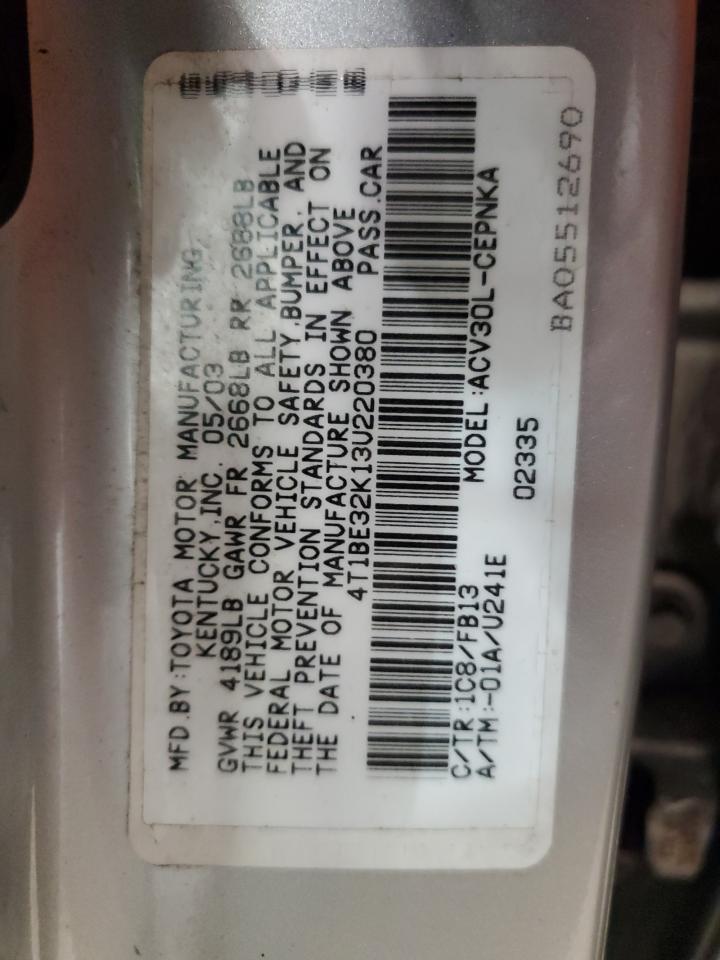 MFD.BY:TOYOTA MOTOR MANUFACTURING,
KENTUCKY,INC. 05/03
GVWR 4189LB GAWR FR 2668LB RR 2688LB
THIS VEHICLE CONFORMS TO ALL APPLICABLE
FEDERAL MOTOR VEHICLE SAFETY,BUMPER, AND
THEFT PREVENTION STANDARDS IN EFFECT ON
THE DATE OF MANUFACTURE SHOWN ABOVE
4T1BE32K13U220380 PASS.CAR
C/TR:1C8/FB13 MODEL:ACV30L-CEPNKA
A/TM:-01A/U241E
02335
BA05512690